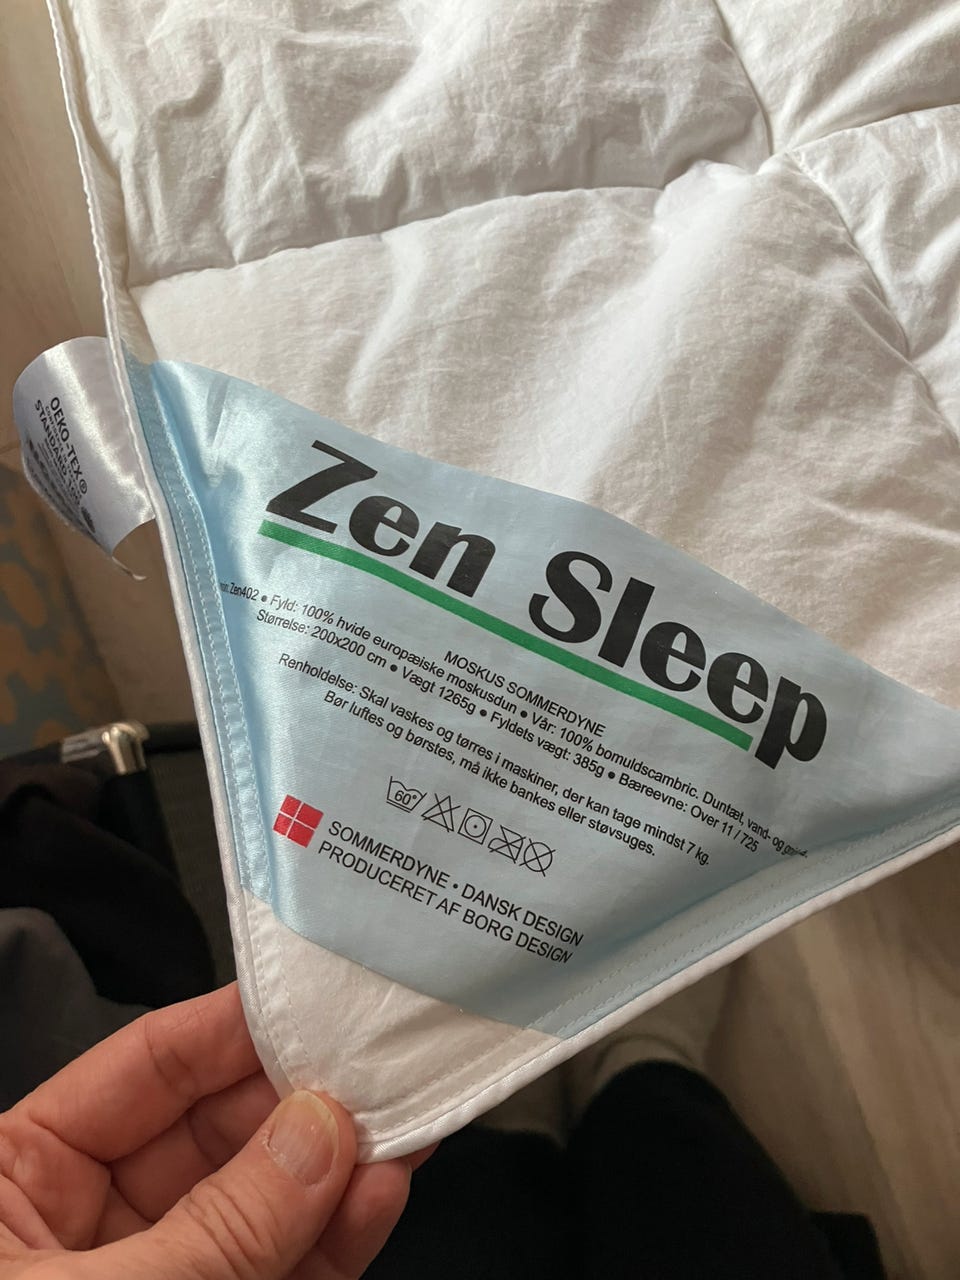 OEKO-TEX®
STANDARD 100
Zen Sleep
MOSKUS SOMMERDYNE
Zen402 • Fyld: 100% hvide europæiske moskusdun • Vår: 100% bomuldscambric. Duntæt, vand- og
Størrelse: 200x200 cm • Vægt 1265g • Fyldets vægt: 385g • Bæreevne: Over 11 / 725
Renholdelse: Skal vaskes og tørres i maskiner, der kan tage mindst 7 kg.
Bør luftes og børstes, må ikke bankes eller støvsuges.
60°
SOMMERDYNE • DANSK DESIGN
PRODUCERET AF BORG DESIGN